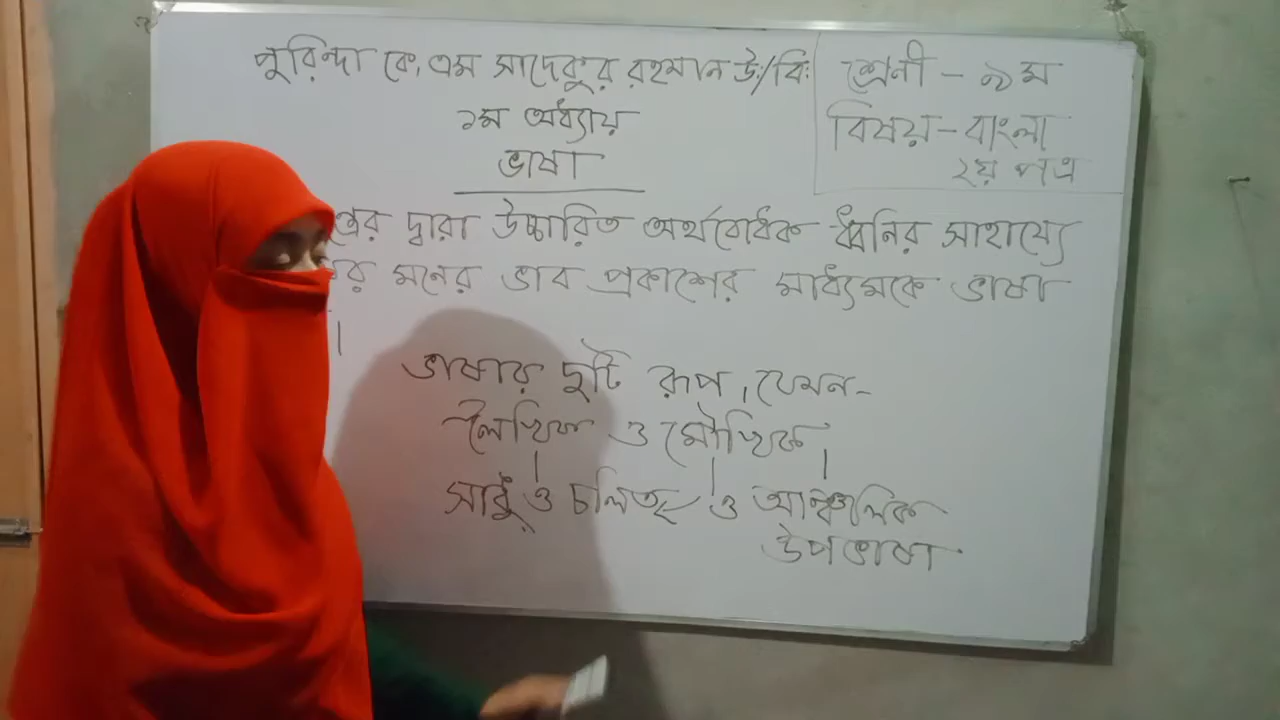 পুরিন্দা কে, এম সাদেকুর রহমান উঃ/বিঃ
শ্রেণী - ৯ম
১ম অধ্যায়
বিষয় - বাংলা
ভাষা
২য় পত্র
দ্বারা উচ্চারিত অর্থবোধক ধ্বনির সাহায্যে
মনের ভাব প্রকাশের মাধ্যমকে ভাষা
।
ভাষার দুটি রূপ, যেমন-
লৈখিক ও মৌখিক
সাধু ও চলিত ও আঞ্চলিক
উপভাষা